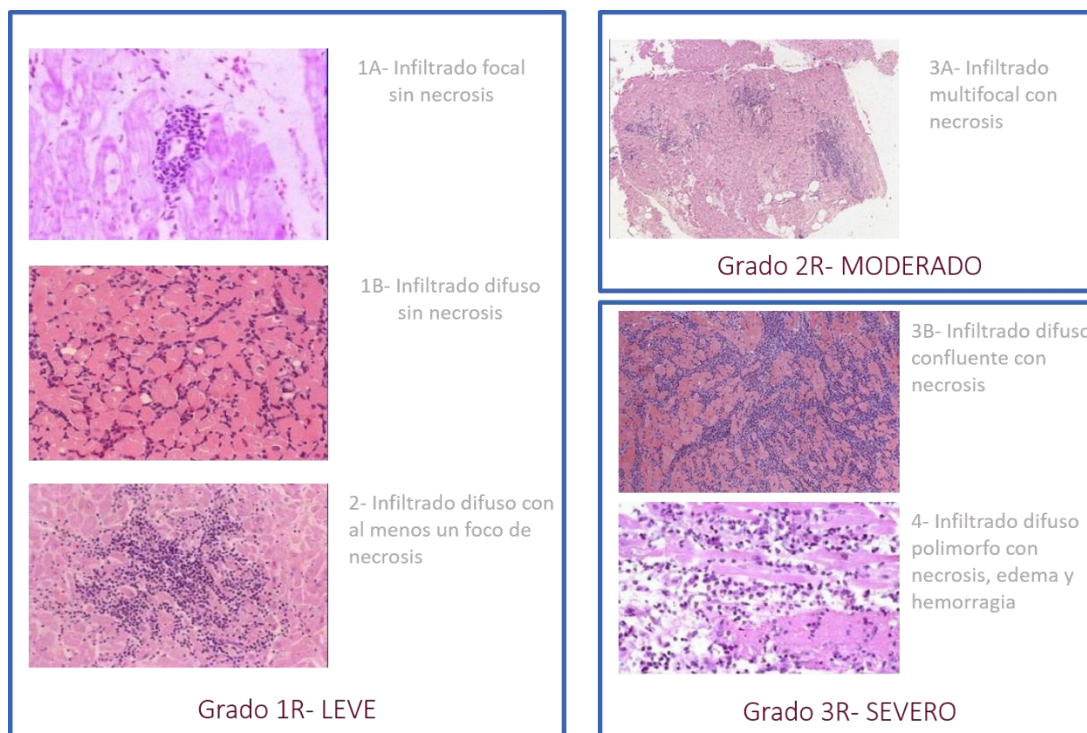 1A- Infiltrado focal
sin necrosis
1B- Infiltrado difuso
sin necrosis
2- Infiltrado difuso con
al menos un foco de
necrosis
Grado 1R- LEVE
3A- Infiltrado
multifocal con
necrosis
Grado 2R- MODERADO
3B- Infiltrado difuso
confluente con
necrosis
4- Infiltrado difuso
polimorfo con
necrosis, edema y
hemorragia
Grado 3R- SEVERO